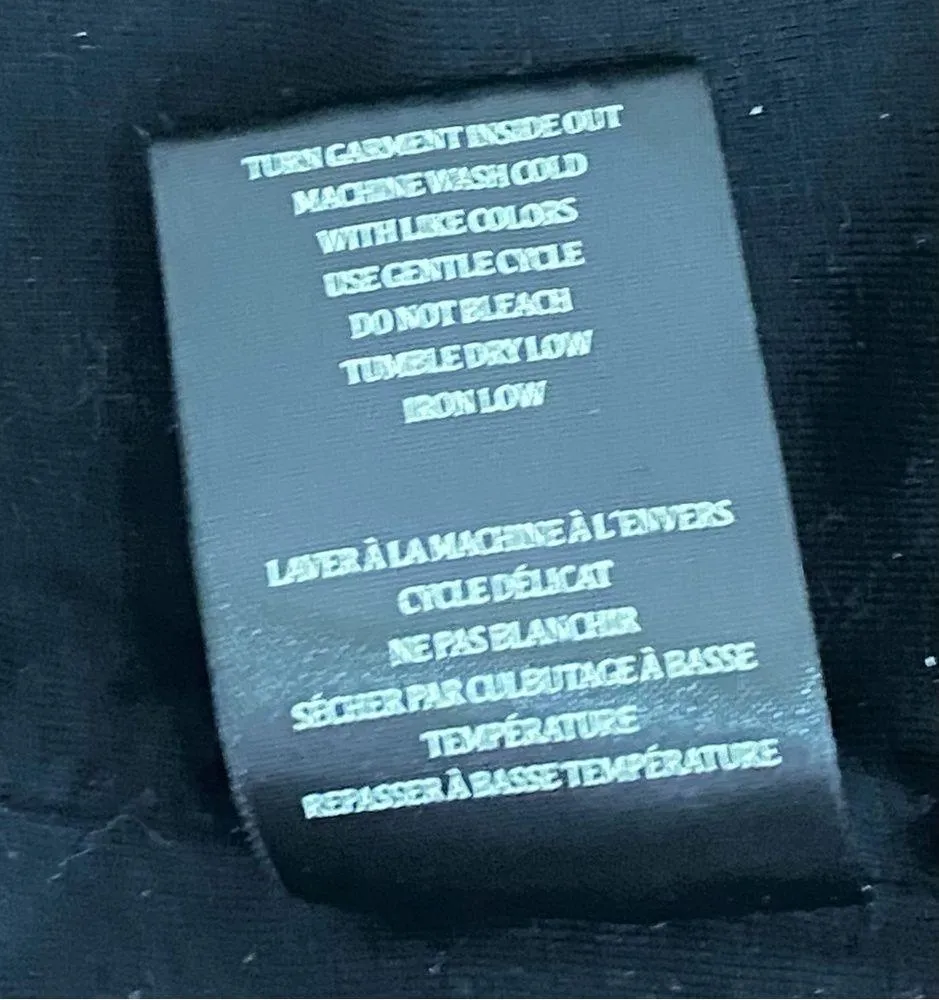 TURN GARMENT INSIDE OUT
MACHINE WASH COLD
WITH LIKE COLORS
USE GENTLE CYCLE
DO NOT BLEACH
TUMBLE DRY LOW
IRON LOW
LAVER À LA MACHINE À L'ENVERS
CYCLE DÉLICAT
NE PAS BLANCHIR
SÉCHER PAR CULBUTAGE À BASSE
TEMPÉRATURE
REPASSER À BASSE TEMPÉRATURE